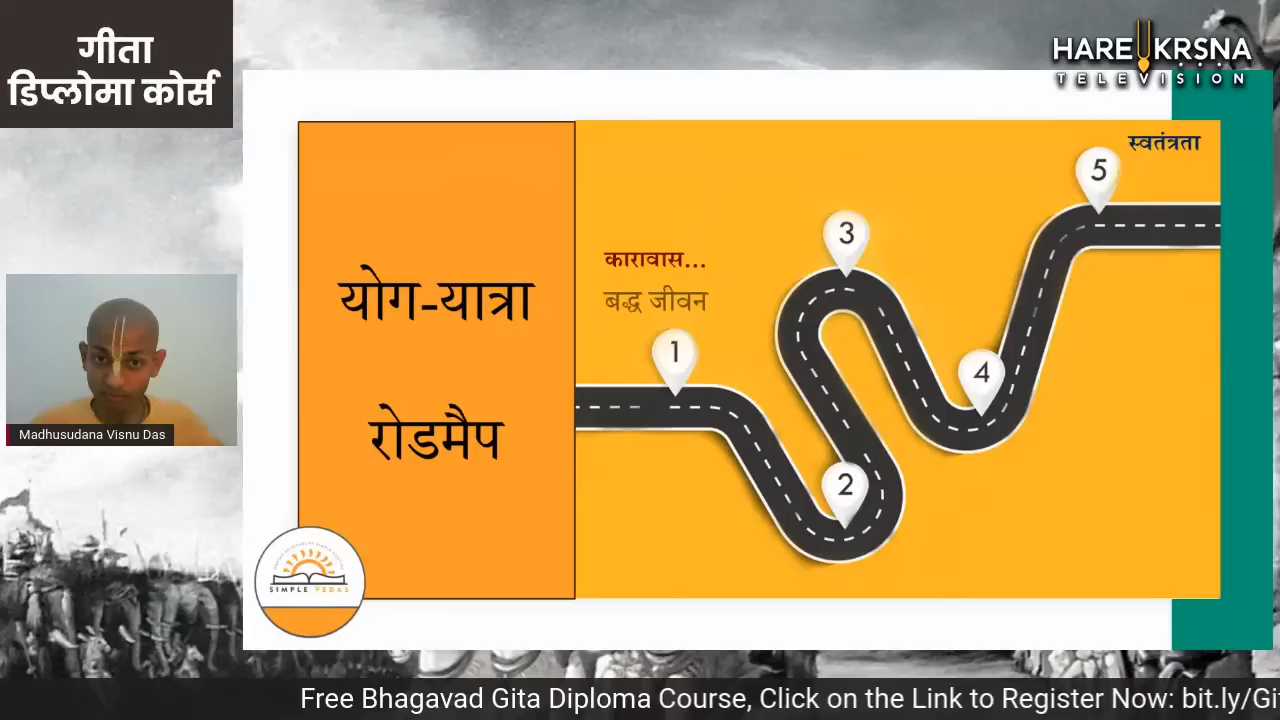 गीता
डिप्लोमा कोर्स
HARE KRSNA
TELEVISION
स्वतंत्रता
5
3
कारावास...
बद्ध जीवन
योग-यात्रा
1
4
रोडमैप
2
Madhusudana Visnu Das
SIMPLE VEDAS
Free Bhagavad Gita Diploma Course, Click on the Link to Register Now: bit.ly/Gi